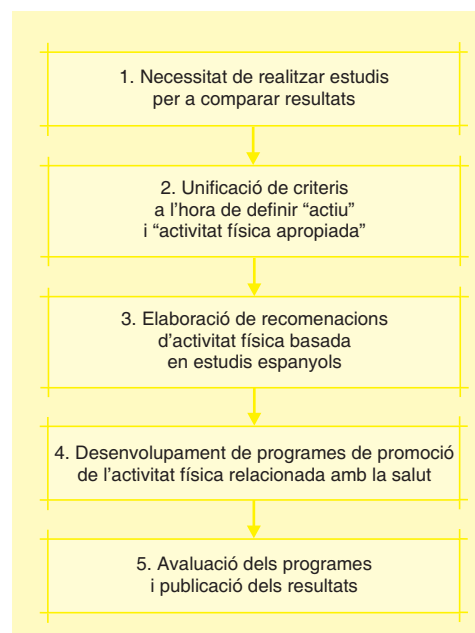 1. Necessitat de realitzar estudis
per a comparar resultats
2. Unificació de criteris
a l’hora de definir “actiu”
i “activitat física apropiada”
3. Elaboració de recomenacions
d’activitat física basada
en estudis espanyols
4. Desenvolupament de programes de promoció
de l’activitat física relacionada amb la salut
5. Avaluació dels programes
i publicació dels resultats